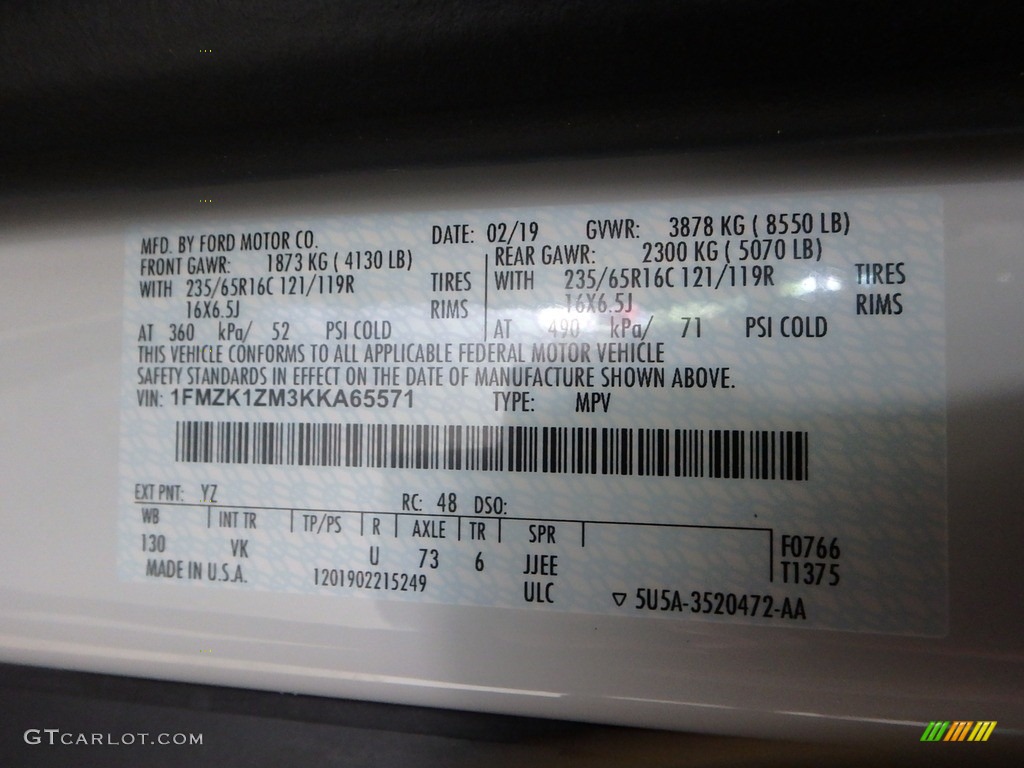 MFD. BY FORD MOTOR CO. DATE: 02/19 GVWR: 3878 KG ( 8550 LB)
FRONT GAWR: 1873 KG ( 4130 LB) REAR GAWR: 2300 KG ( 5070 LB)
WITH 235/65R16C 121/119R TIRES WITH 235/65R16C 121/119R TIRES
16X6.5J RIMS 16X6.5J RIMS
AT 360 kPa/ 52 PSI COLD AT 490 kPa/ 71 PSI COLD
THIS VEHICLE CONFORMS TO ALL APPLICABLE FEDERAL MOTOR VEHICLE
SAFETY STANDARDS IN EFFECT ON THE DATE OF MANUFACTURE SHOWN ABOVE.
VIN: 1FMZK1ZM3KKA65571 TYPE: MPV
EXT PNT: YZ RC: 48 DSO:
WB INT TR TP/PS R AXLE TR SPR F0766
130 VK U 73 6 JJEE T1375
MADE IN U.S.A. 1201902215249 ULC ▽ 5U5A-3520472-AA
GTCARLOT.COM